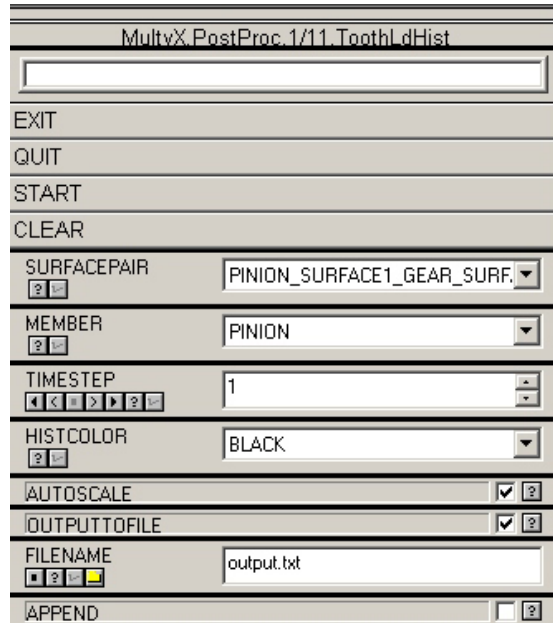 MultyX.PostProc.1/11.ToothLdHist
EXIT
QUIT
START
CLEAR
SURFACEPAIR
PINION_SURFACE1_GEAR_SURF.
MEMBER
PINION
TIMESTEP
1
HISTCOLOR
BLACK
AUTOSCALE
OUTPUTTOFILE
FILENAME
output.txt
APPEND